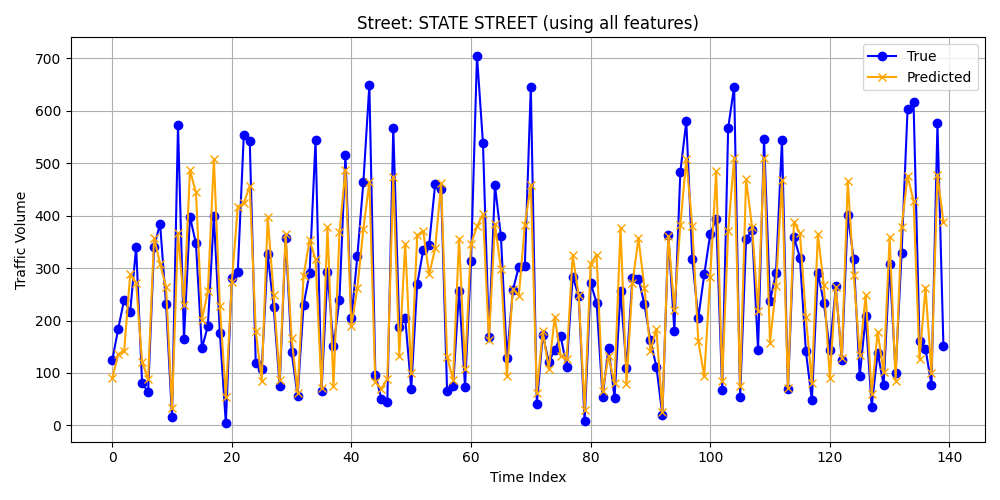 Street: STATE STREET (using all features)
True
Predicted
Traffic Volume
700
600
500
400
300
200
100
0
0 20 40 60 80 100 120 140
Time Index